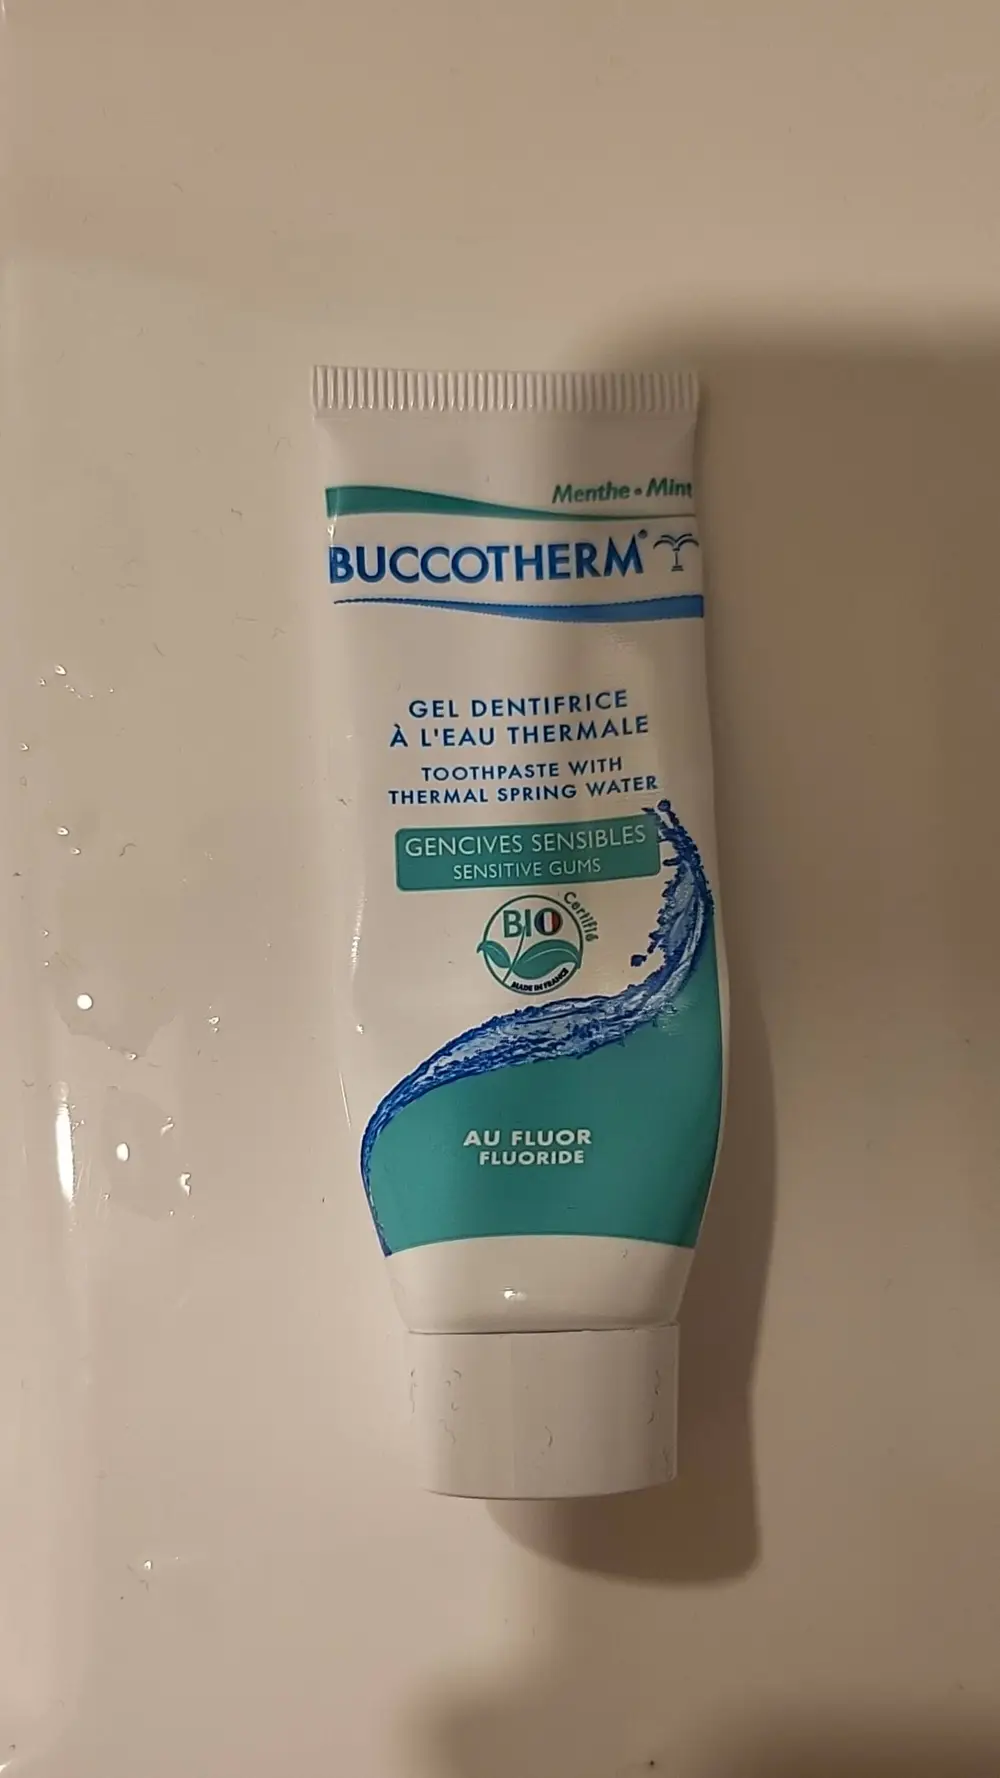 Menthe • Mint
BUCCOTHERM®
GEL DENTIFRICE
À L'EAU THERMALE
TOOTHPASTE WITH
THERMAL SPRING WATER
GENCIVES SENSIBLES
SENSITIVE GUMS
BIO
Certifié
MADE IN FRANCE
AU FLUOR
FLUORIDE